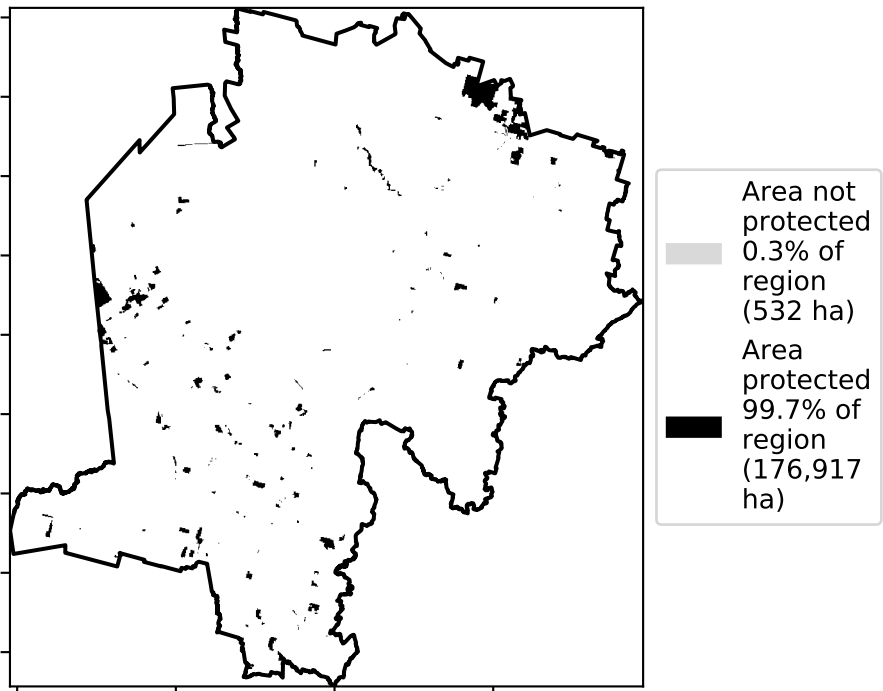 Area not
protected
0.3% of
region
(532 ha)
Area
protected
99.7% of
region
(176,917
ha)